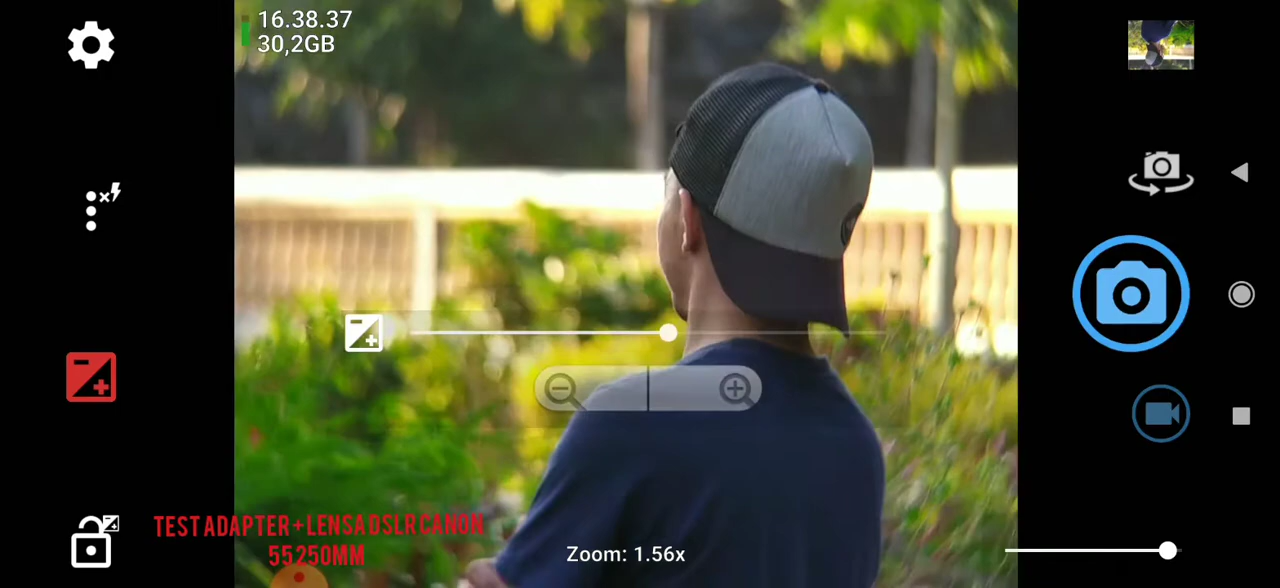 16.38.37
30,2GB
TEST ADAPTER + LENSA DSLR CANON
55 250MM
Zoom: 1.56x